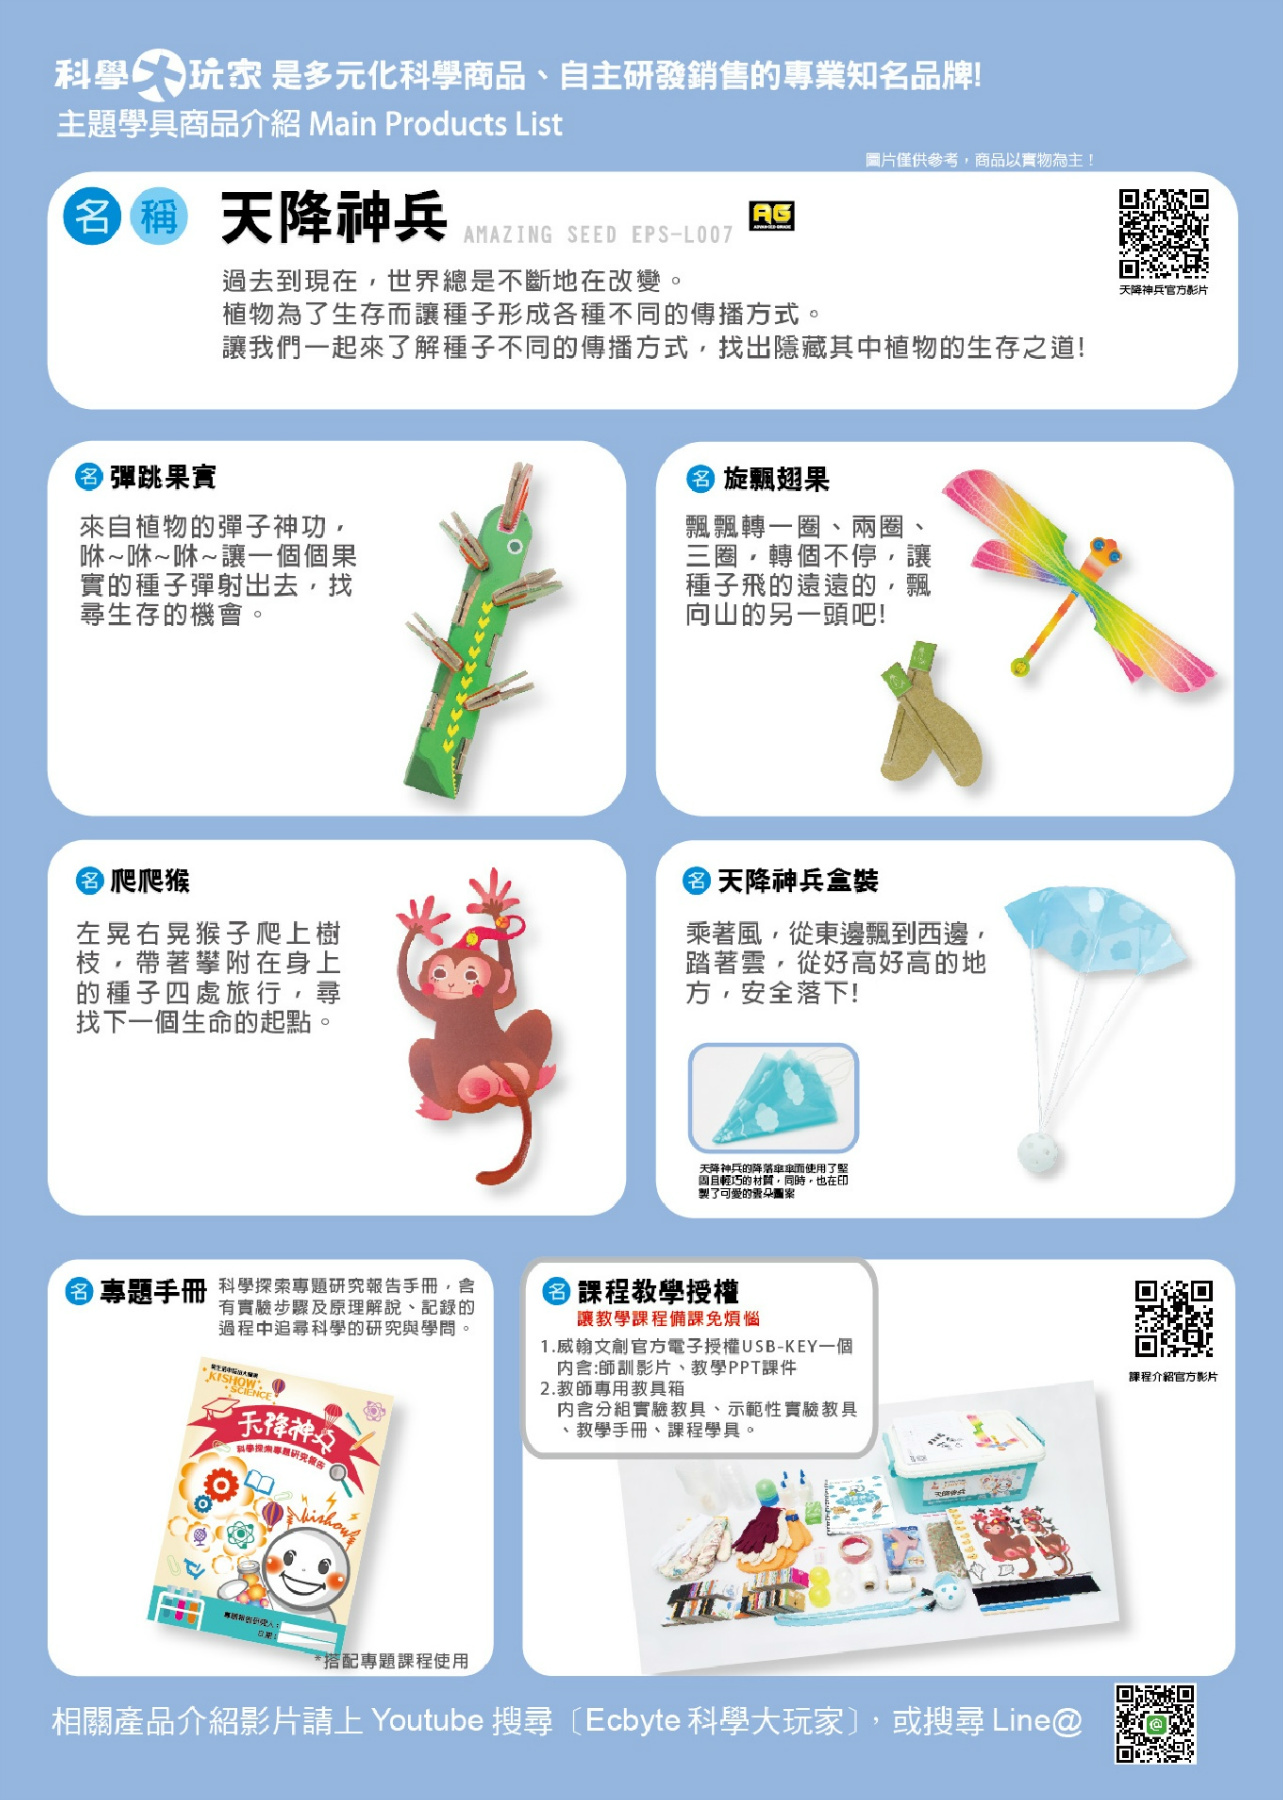 科學大玩家 是多元化科學商品、自主研發銷售的專業知名品牌!
主題學具商品介紹 Main Products List
圖片僅供參考，商品以實物為主！
名稱 天降神兵 AMAZING SEED EPS-L007 AG
ADVANCED GRADE
過去到現在，世界總是不斷地在改變。
植物為了生存而讓種子形成各種不同的傳播方式。
讓我們一起來了解種子不同的傳播方式，找出隱藏其中植物的生存之道!
天降神兵官方影片
名 彈跳果實
來自植物的彈子神功，
咻~咻~咻~讓一個個果
實的種子彈射出去，找
尋生存的機會。
名 旋飄翅果
飄飄轉一圈、兩圈、
三圈，轉個不停，讓
種子飛的遠遠的，飄
向山的另一頭吧!
名 爬爬猴
左晃右晃猴子爬上樹
枝，帶著攀附在身上
的種子四處旅行，尋
找下一個生命的起點。
名 天降神兵盒裝
乘著風，從東邊飄到西邊，
踏著雲，從好高好高的地
方，安全落下!
天降神兵的降落傘傘面使用了堅
固且輕巧的材質，同時，也在印
製了可愛的雲朵圖案
名 專題手冊
科學探索專題研究報告手冊，含
有實驗步驟及原理解說、記錄的
過程中追尋科學的研究與學問。
KISHOW
SCIENCE
天降神兵
科學探索專題研究報告
kishow
*搭配專題課程使用
名 課程教學授權
讓教學課程備課免煩惱
1.威翰文創官方電子授權USB-KEY一個
內含:師訓影片、教學PPT課件
2.教師專用教具箱
內含分組實驗教具、示範性實驗教具
、教學手冊、課程學具。
課程介紹官方影片
天降神兵
相關產品介紹影片請上 Youtube 搜尋〔Ecbyte 科學大玩家〕，或搜尋 Line@